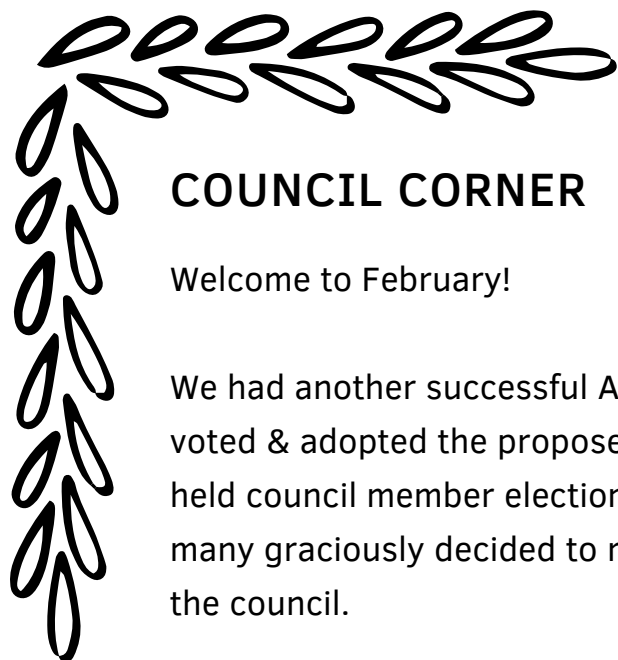 COUNCIL CORNER
Welcome to February!
We had another successful
voted & adopted the
held council member
many graciously decided to
the council.